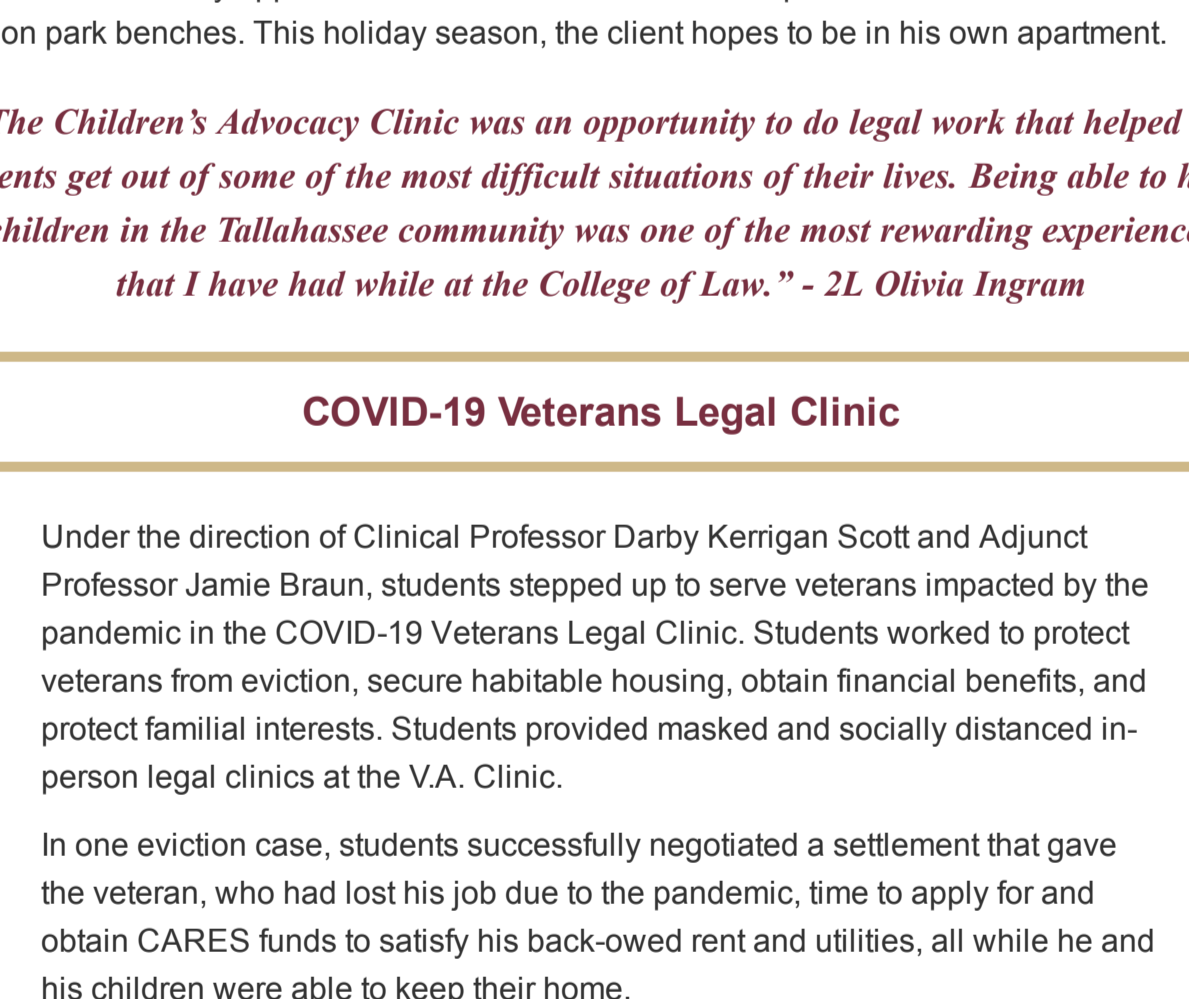 on park benches. This holiday season, the client hopes to be in his own apartment.
The Children's Advocacy Clinic was an opportunity to do legal work that helped
get out of some of the most difficult situations of their lives. Being able to
children in the Tallahassee community was one of the most rewarding
that I have had while at the College of Law.” - 2L Olivia Ingram
COVID-19 Veterans Legal Clinic
Under the direction of Clinical Professor Darby Kerrigan Scott and Adjunct
Professor Jamie Braun, students stepped up to serve veterans impacted by the
pandemic in the COVID-19 Veterans Legal Clinic. Students worked to protect
veterans from eviction, secure habitable housing, obtain financial benefits, and
protect familial interests. Students provided masked and socially distanced in-
person legal clinics at the V.A. Clinic.
In one eviction case, students successfully negotiated a settlement that gave
the veteran, who had lost his job due to the pandemic, time to apply for and
obtain CARES funds to satisfy his back-owed rent and utilities, all while he and
his children were able to keep their home.